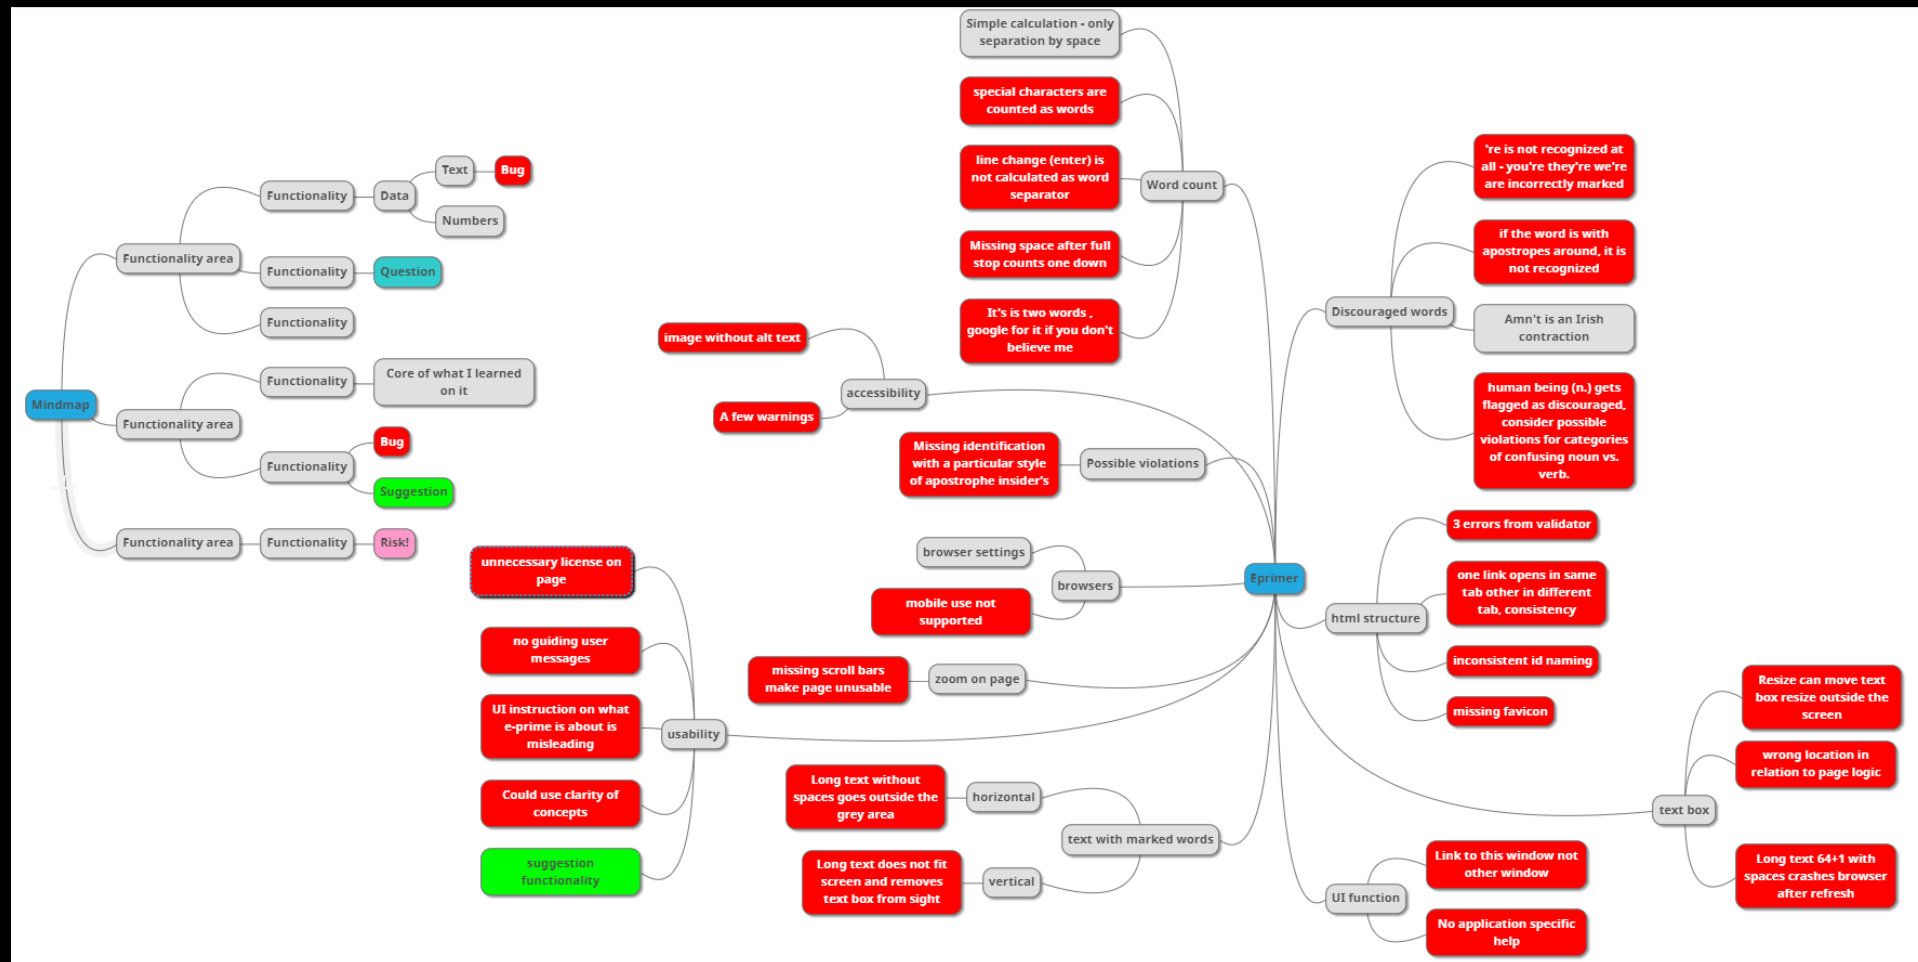 Mindmap
Functionality area
Functionality
Data
Text
Bug
Numbers
Functionality
Question
Functionality
Functionality area
Functionality
Core of what I learned
on it
Functionality
Bug
Suggestion
Functionality area
Functionality
Risk!
Eprimer
Word count
Simple calculation - only
separation by space
special characters are
counted as words
line change (enter) is
not calculated as word
separator
Missing space after full
stop counts one down
It's is two words ,
google for it if you don't
believe me
accessibility
image without alt text
A few warnings
Possible violations
Missing identification
with a particular style
of apostrophe insider's
browsers
browser settings
mobile use not
supported
zoom on page
missing scroll bars
make page unusable
usability
unnecessary license on
page
no guiding user
messages
UI instruction on what
e-prime is about is
misleading
Could use clarity of
concepts
suggestion
functionality
text with marked words
horizontal
Long text without
spaces goes outside the
grey area
vertical
Long text does not fit
screen and removes
text box from sight
Discouraged words
're is not recognized at
all - you're they're we're
are incorrectly marked
if the word is with
apostropes around, it is
not recognized
Amn't is an Irish
contraction
human being (n.) gets
flagged as discouraged,
consider possible
violations for categories
of confusing noun vs.
verb.
html structure
3 errors from validator
one link opens in same
tab other in different
tab, consistency
inconsistent id naming
missing favicon
text box
Resize can move text
box resize outside the
screen
wrong location in
relation to page logic
Long text 64+1 with
spaces crashes browser
after refresh
UI function
Link to this window not
other window
No application specific
help